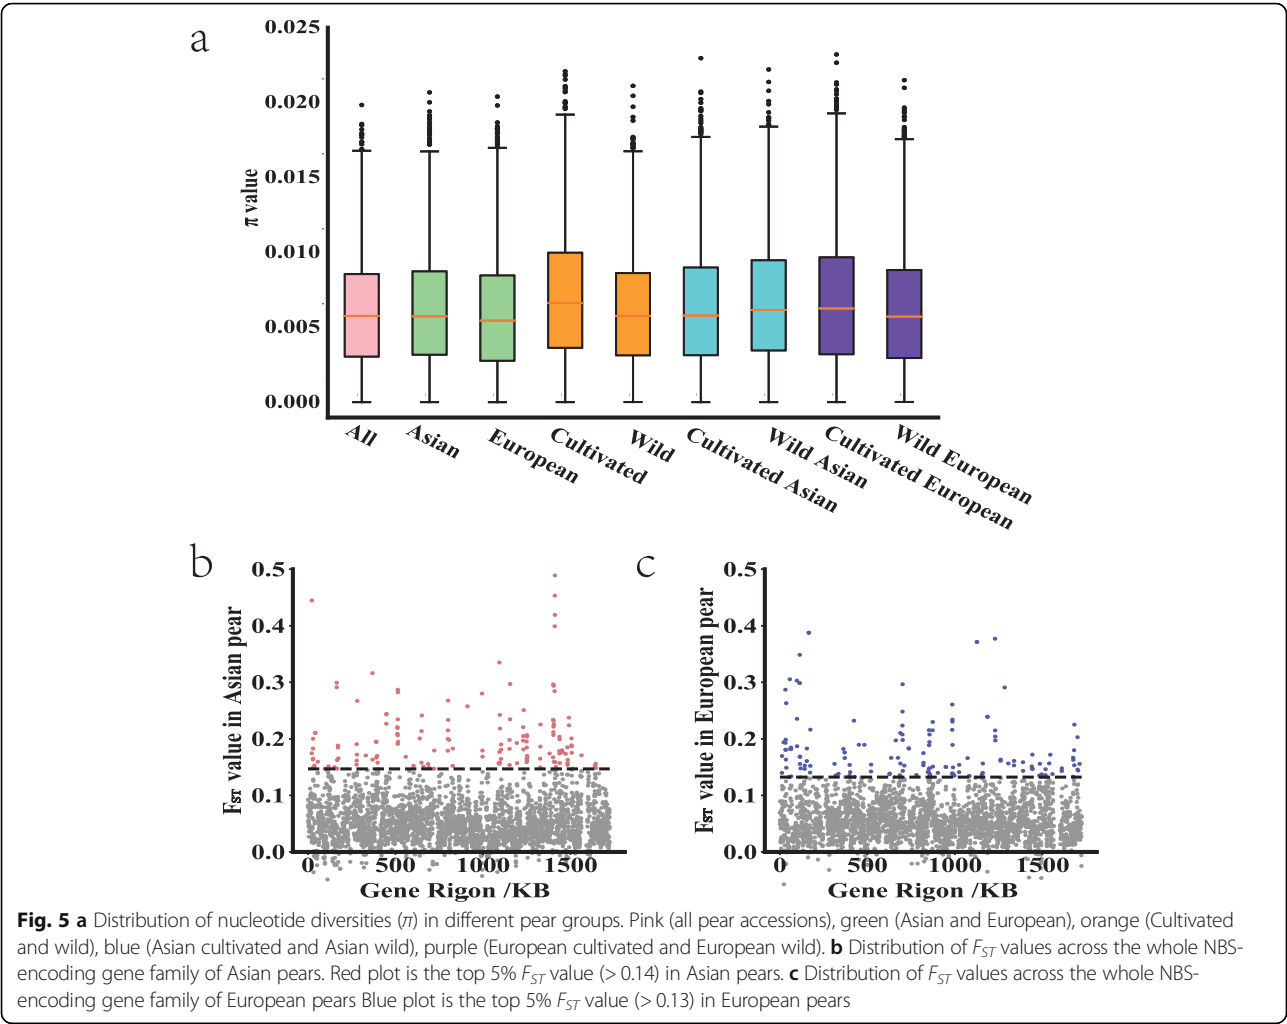 a
0.025
0.020
0.015
0.010
0.005
0.000
π value
All
Asian
European
Cultivated
Wild
Cultivated Asian
Wild Asian
Cultivated European
Wild European
b
0.5
0.4
0.3
0.2
0.1
0.0
FST value in Asian pear
0 500 1000 1500
Gene Rigon /KB
c
0.5
0.4
0.3
0.2
0.1
0.0
FST value in European pear
0 500 1000 1500
Gene Rigon /KB
Fig. 5 a Distribution of nucleotide diversities (π) in different pear groups. Pink (all pear accessions), green (Asian and European), orange (Cultivated
and wild), blue (Asian cultivated and Asian wild), purple (European cultivated and European wild). b Distribution of FST values across the whole NBS-
encoding gene family of Asian pears. Red plot is the top 5% FST value (> 0.14) in Asian pears. c Distribution of FST values across the whole NBS-
encoding gene family of European pears Blue plot is the top 5% FST value (> 0.13) in European pears